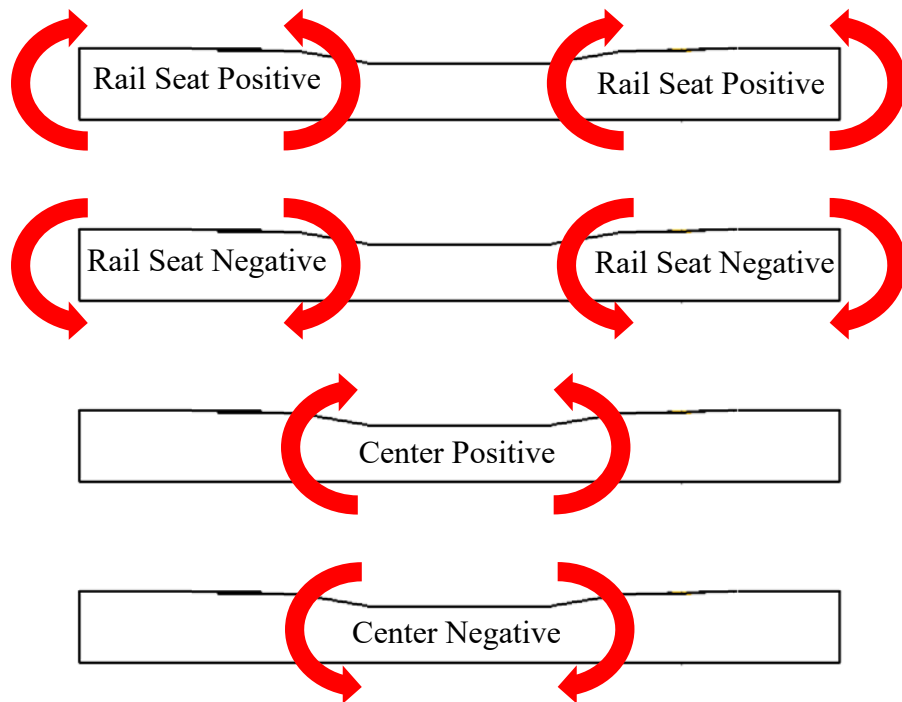 Rail Seat Positive
Rail Seat Positive
Rail Seat Negative
Rail Seat Negative
Center Positive
Center Negative